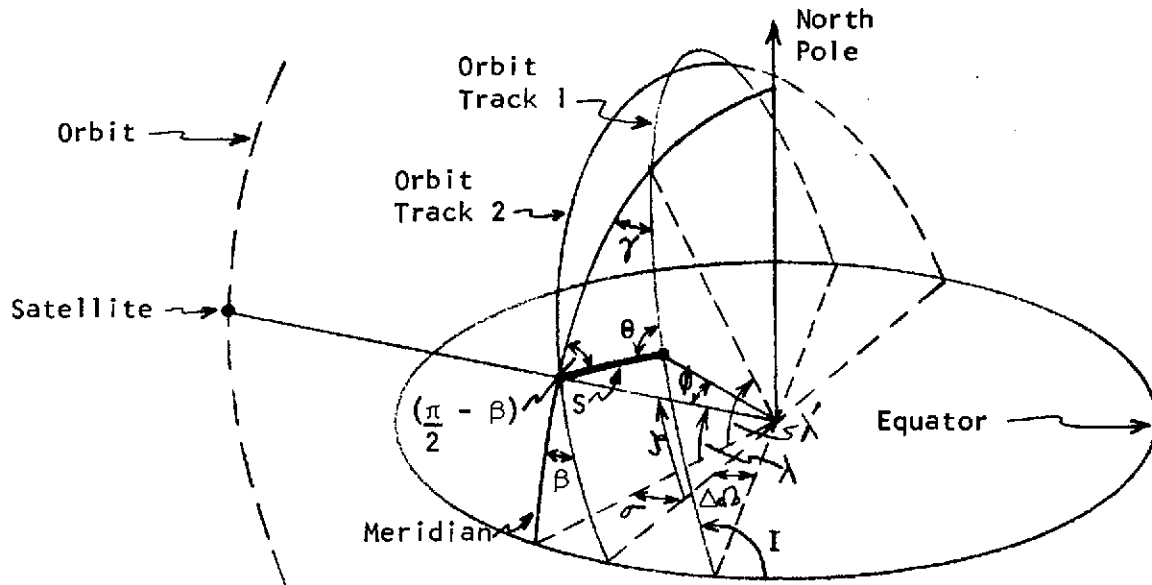 North
Pole
Orbit
Track 1
Orbit
Orbit
Track 2
γ
Satellite
θ
S
ϕ
(π/2 - β)
Equator
β
λ
σ
ΔΩ
Meridian
I